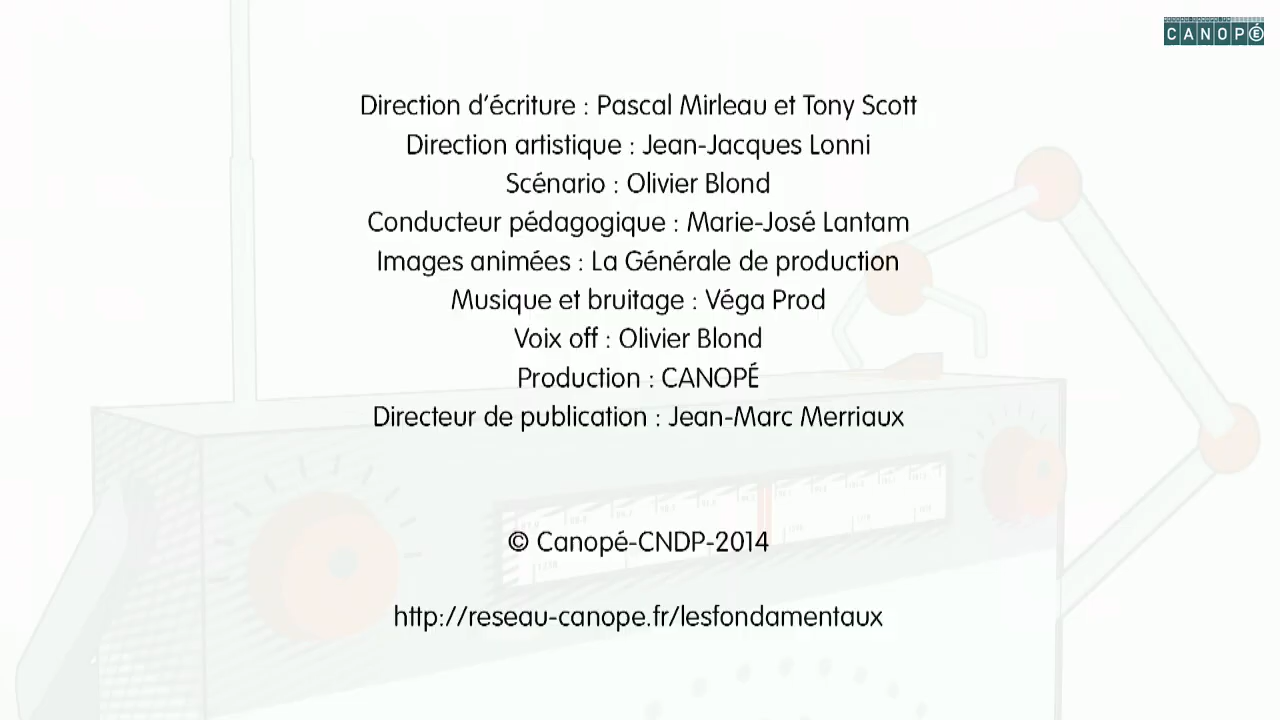 CANOPÉ
Direction d'écriture : Pascal Mirleau et Tony Scott
Direction artistique : Jean-Jacques Lonni
Scénario : Olivier Blond
Conducteur pédagogique : Marie-José Lantam
Images animées : La Générale de production
Musique et bruitage : Véga Prod
Voix off : Olivier Blond
Production : CANOPÉ
Directeur de publication : Jean-Marc Merriaux
© Canopé-CNDP-2014
http://reseau-canope.fr/lesfondamentaux